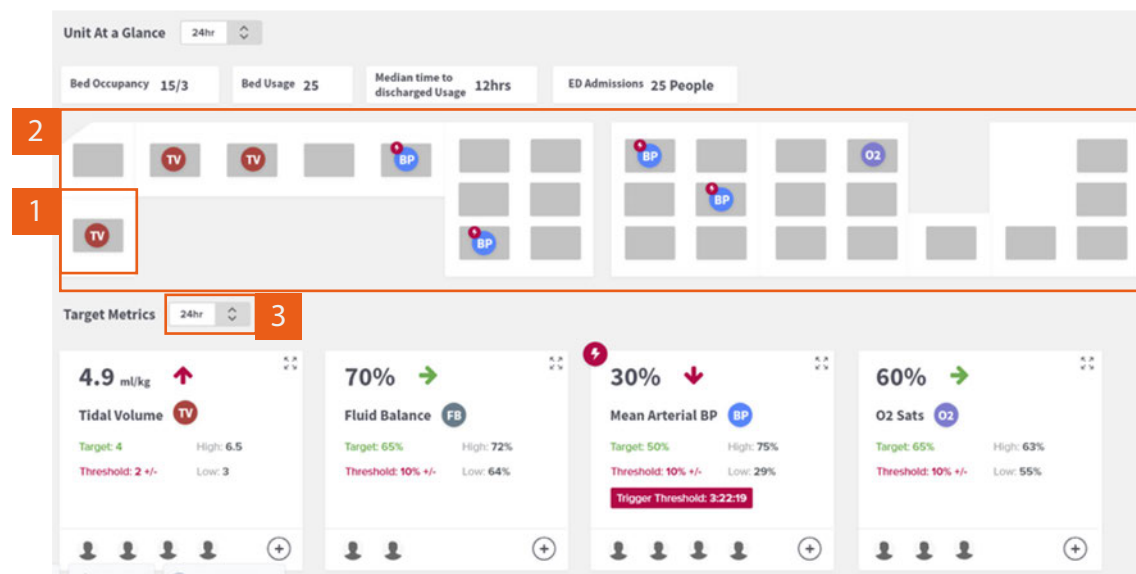 Unit At a Glance 24hr
Bed Occupancy 15/3 Bed Usage 25 Median time to discharged Usage 12hrs ED Admissions 25 People
2
TV TV BP BP O2
1
BP
TV BP
Target Metrics 24hr 3
4.9 ml/kg 70% 30% 60%
Tidal Volume TV Fluid Balance FB Mean Arterial BP BP O2 Sats O2
Target: 4 High: 6.5 Target: 65% High: 72% Target: 50% High: 75% Target: 65% High: 63%
Threshold: 2 +/- Low: 3 Threshold: 10% +/- Low: 64% Threshold: 10% +/- Low: 29% Threshold: 10% +/- Low: 55%
Trigger Threshold: 3:22:19